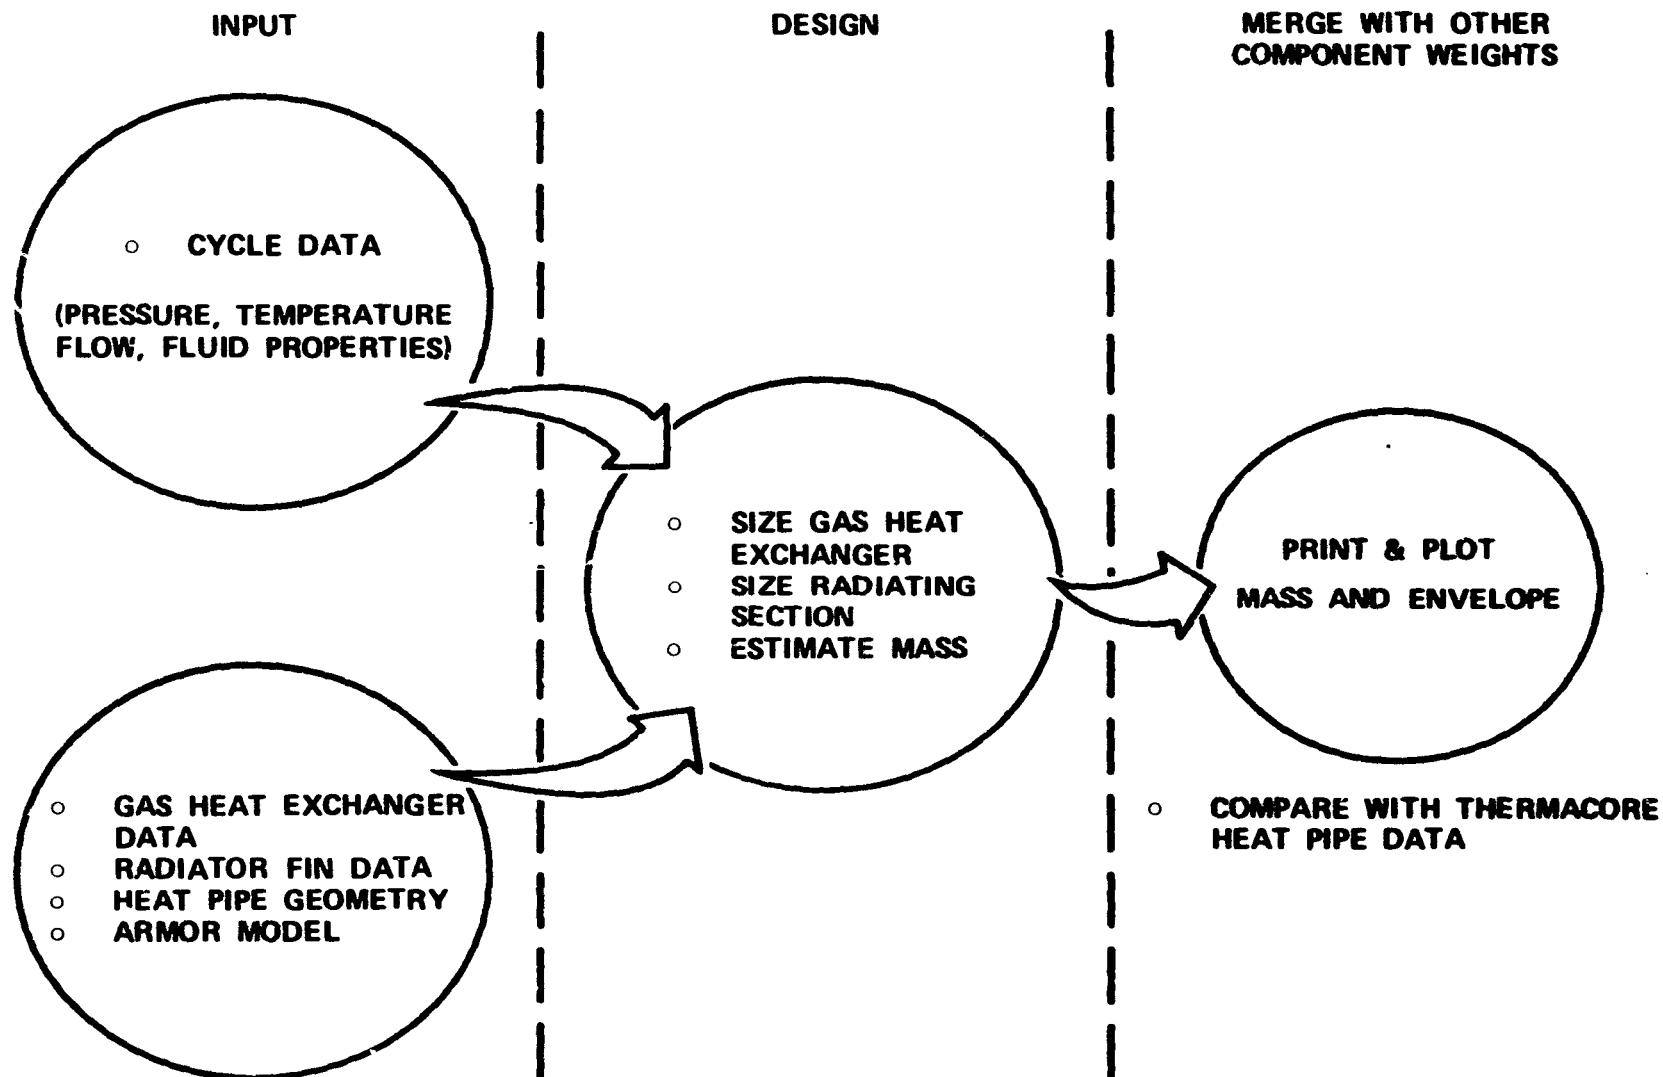 INPUT
DESIGN
MERGE WITH OTHER
COMPONENT WEIGHTS
○ CYCLE DATA
(PRESSURE, TEMPERATURE
FLOW, FLUID PROPERTIES)
○ GAS HEAT EXCHANGER
DATA
○ RADIATOR FIN DATA
○ HEAT PIPE GEOMETRY
○ ARMOR MODEL
○ SIZE GAS HEAT
EXCHANGER
○ SIZE RADIATING
SECTION
○ ESTIMATE MASS
PRINT & PLOT
MASS AND ENVELOPE
○ COMPARE WITH THERMACORE
HEAT PIPE DATA